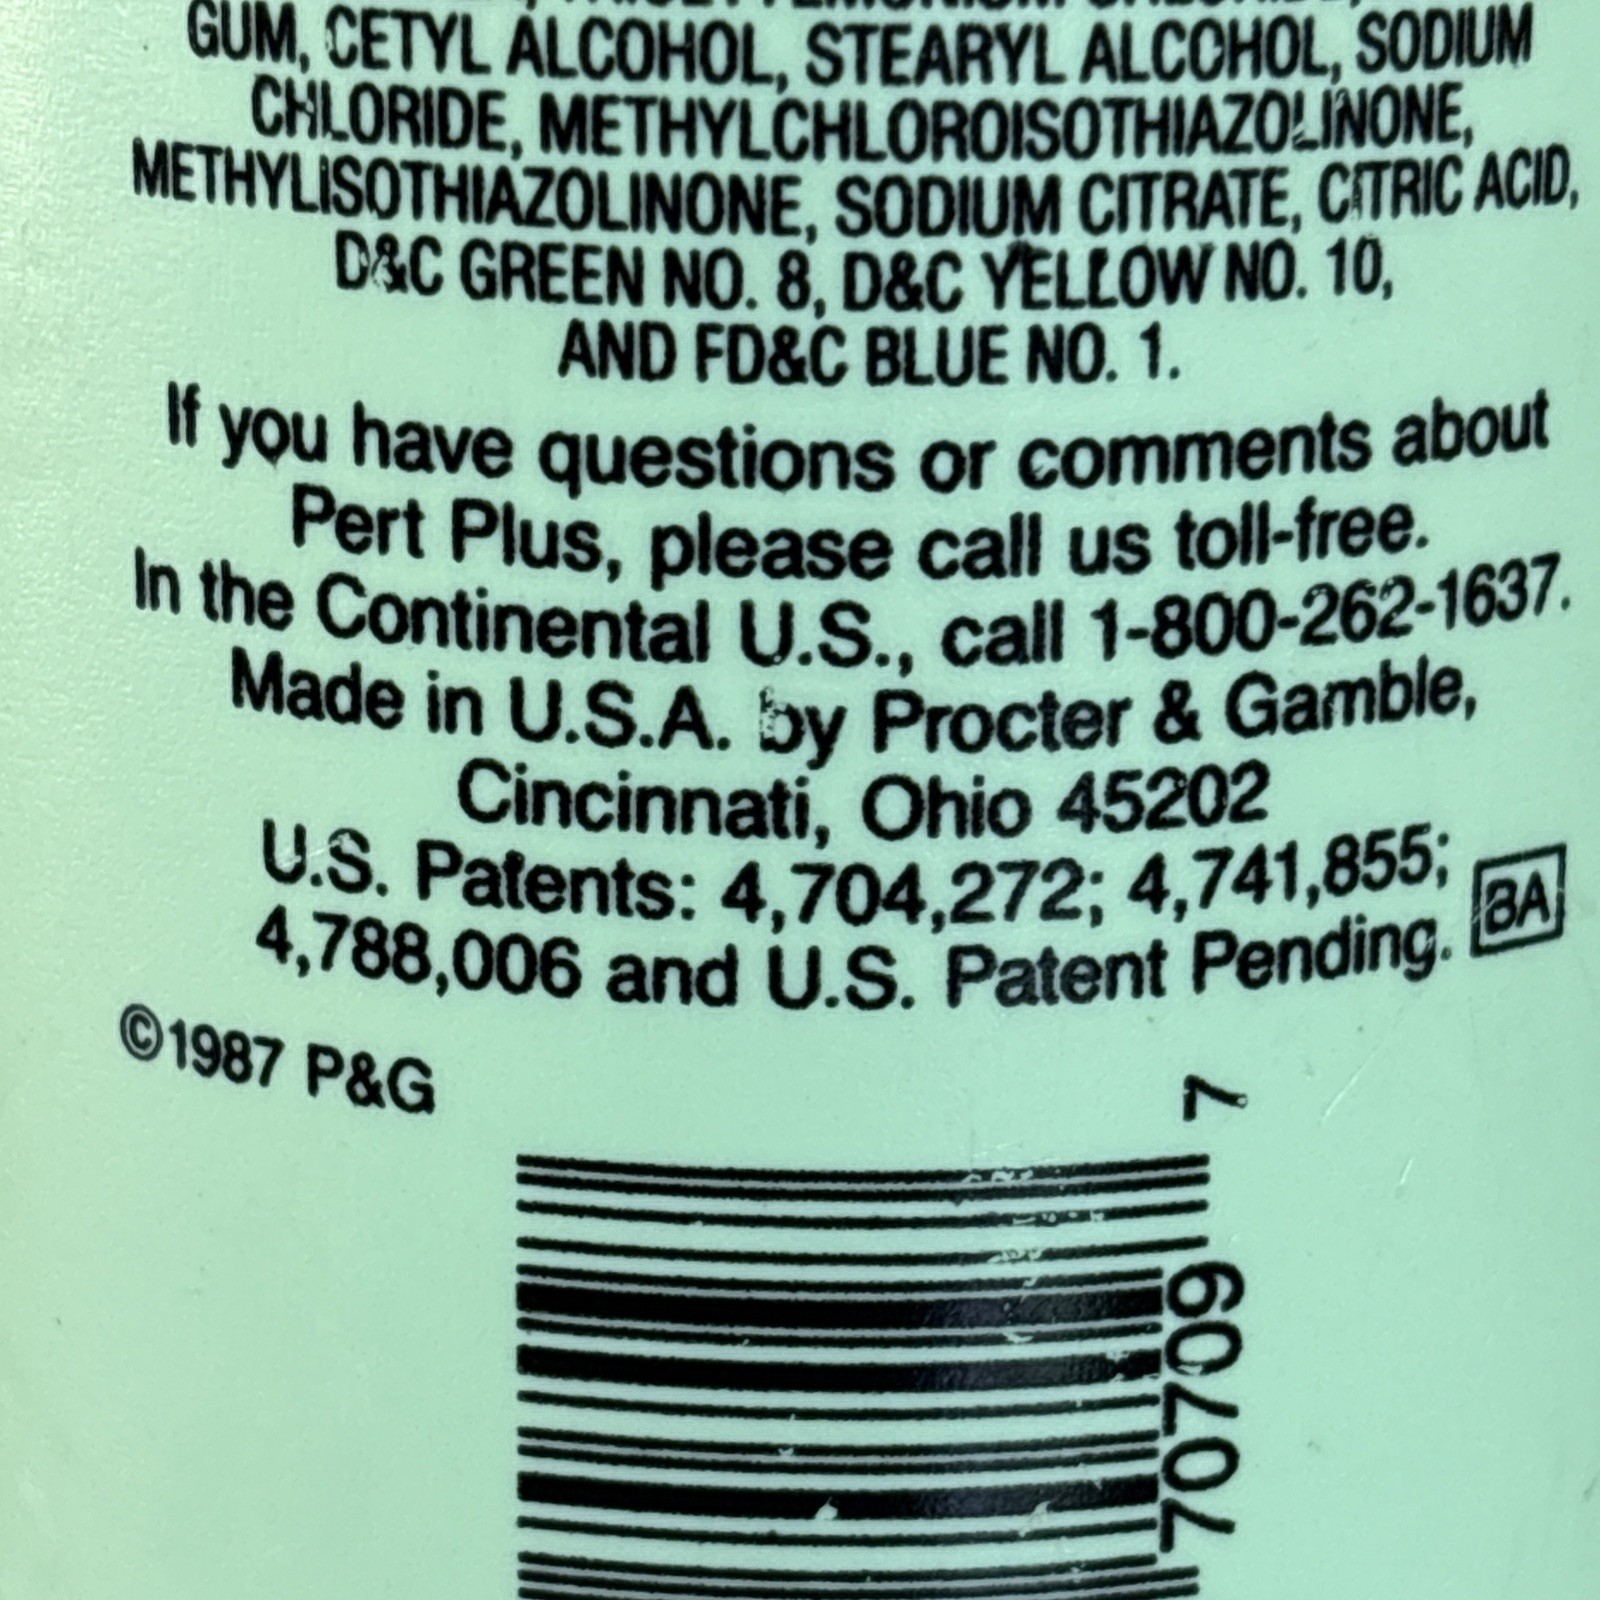 GUM, CETYL ALCOHOL, STEARYL ALCOHOL, SODIUM
CHLORIDE, METHYLCHLOROISOTHIAZOLINONE,
METHYLISOTHIAZOLINONE, SODIUM CITRATE, CITRIC ACID,
D&C GREEN NO. 8, D&C YELLOW NO. 10,
AND FD&C BLUE NO. 1.
If you have questions or comments about
Pert Plus, please call us toll-free.
In the Continental U.S., call 1-800-262-1637.
Made in U.S.A. by Procter & Gamble,
Cincinnati, Ohio 45202
U.S. Patents: 4,704,272; 4,741,855;
4,788,006 and U.S. Patent Pending.
©1987 P&G
7
70709